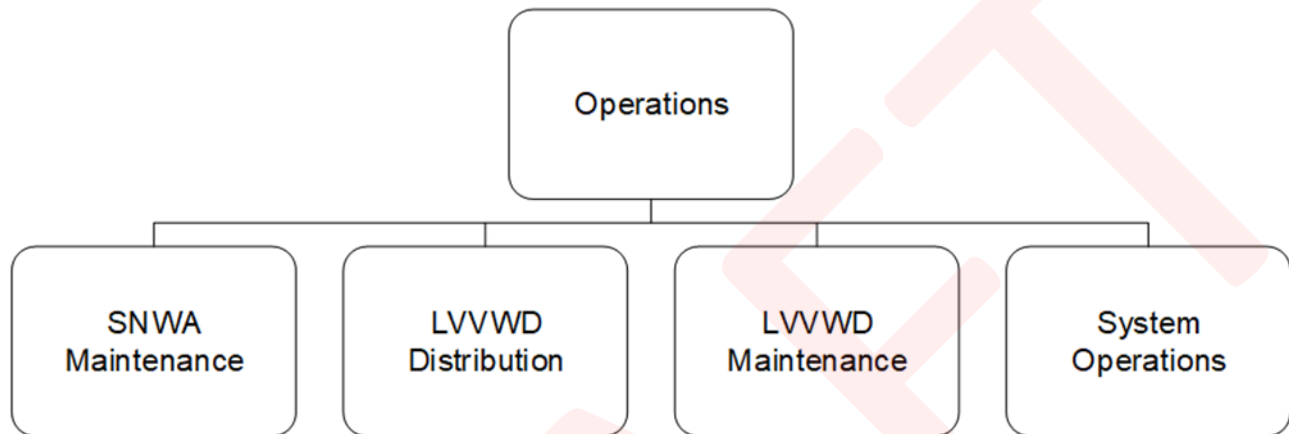 Operations
SNWA
Maintenance
LVVWD
Distribution
LVVWD
Maintenance
System
Operations